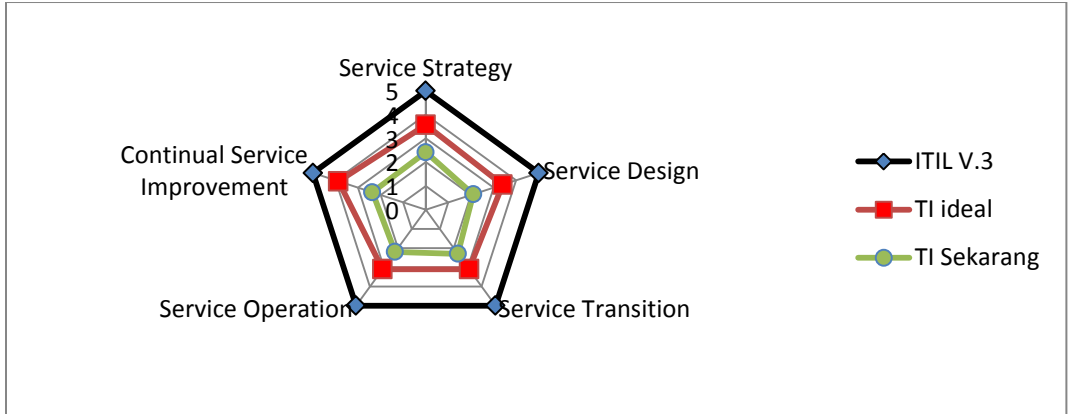 Service Strategy
5
4
3
2
1
0
Continual Service
Improvement
Service Design
Service Operation
Service Transition
ITIL V.3
TI ideal
TI Sekarang